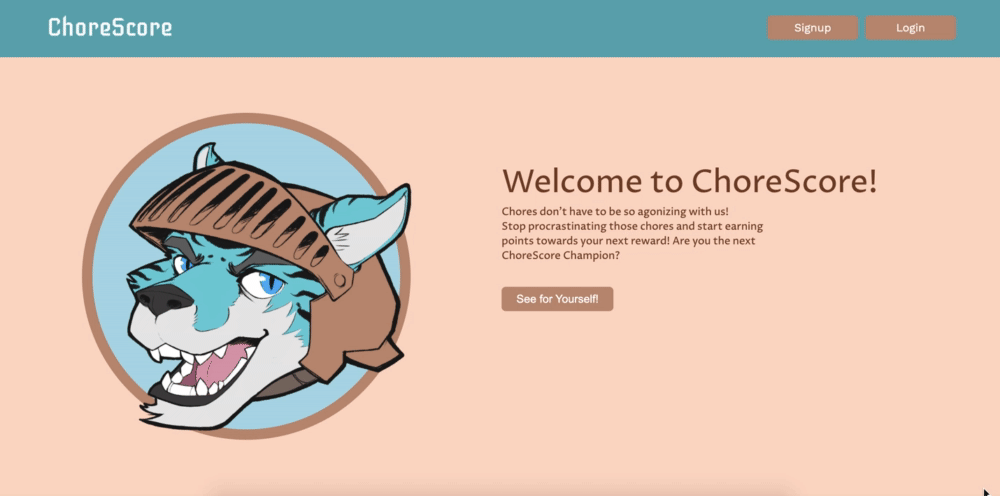 ChoreScore
Signup
Login
Welcome to ChoreScore!
Chores don't have to be so agonizing with us!
Stop procrastinating those chores and start earning
points towards your next reward! Are you the next
ChoreScore Champion?
See for Yourself!